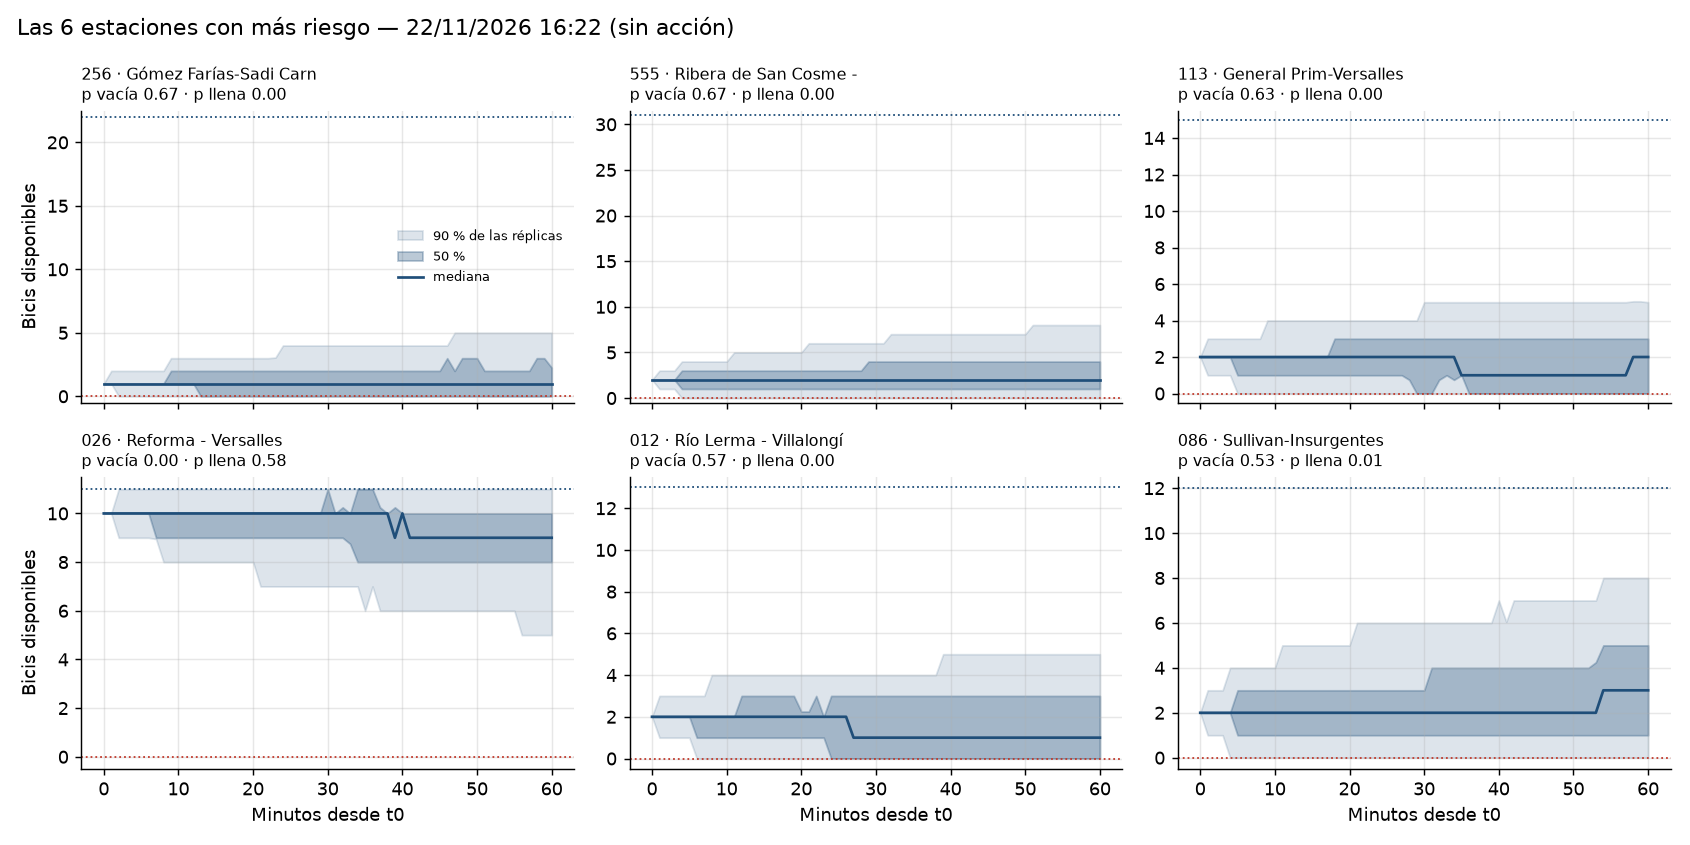 Las 6 estaciones con más riesgo — 22/11/2026 16:22 (sin acción)
256 · Gómez Farías-Sadi Carn
p vacía 0.67 · p llena 0.00
20
15
10
5
0
Bicis disponibles
90 % de las réplicas
50 %
mediana
555 · Ribera de San Cosme -
p vacía 0.67 · p llena 0.00
30
25
20
15
10
5
0
113 · General Prim-Versalles
p vacía 0.63 · p llena 0.00
14
12
10
8
6
4
2
0
026 · Reforma - Versalles
p vacía 0.00 · p llena 0.58
10
8
6
4
2
0
Bicis disponibles
0 10 20 30 40 50 60
Minutos desde t0
012 · Río Lerma - Villalongí
p vacía 0.57 · p llena 0.00
12
10
8
6
4
2
0
0 10 20 30 40 50 60
Minutos desde t0
086 · Sullivan-Insurgentes
p vacía 0.53 · p llena 0.01
12
10
8
6
4
2
0
0 10 20 30 40 50 60
Minutos desde t0